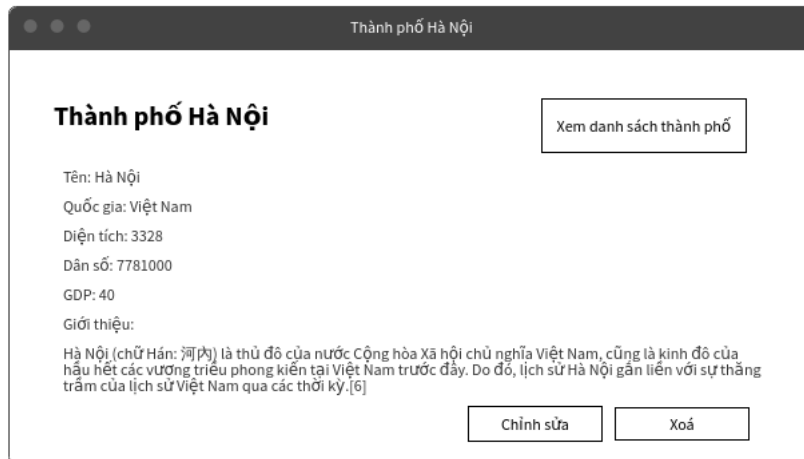 Thành phố Hà Nội
Thành phố Hà Nội
Xem danh sách thành phố
Tên: Hà Nội
Quốc gia: Việt Nam
Diện tích: 3328
Dân số: 7781000
GDP: 40
Giới thiệu:
Hà Nội (chữ Hán: 河內) là thủ đô của nước Cộng hòa Xã hội chủ nghĩa Việt Nam, cũng là kinh đô của
hầu hết các vương triều phong kiến tại Việt Nam trước đây. Do đó, lịch sử Hà Nội gắn liền với sự thăng
trầm của lịch sử Việt Nam qua các thời kỳ.[6]
Chỉnh sửa
Xoá